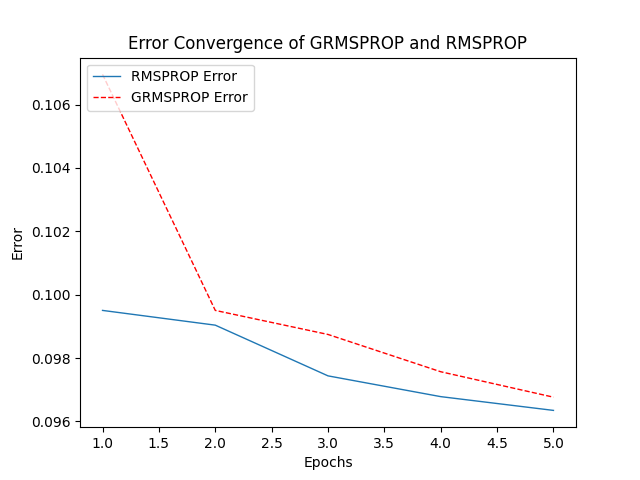 Error Convergence of GRMSPROP and RMSPROP
RMSPROP Error
GRMSPROP Error
0.106
0.104
0.102
0.100
0.098
0.096
Error
1.0 1.5 2.0 2.5 3.0 3.5 4.0 4.5 5.0
Epochs